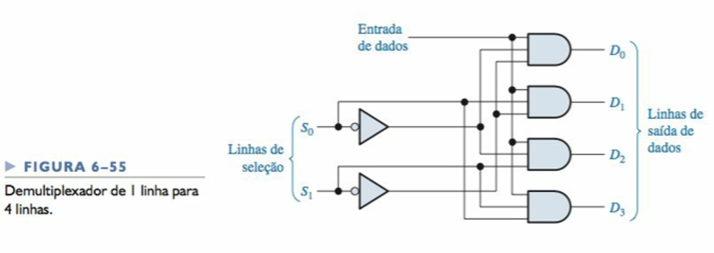 Entrada
de dados
D0
D1
D2
D3
Linhas de
saída de
dados
S0
S1
Linhas de
seleção
▶ FIGURA 6–55
Demultiplexador de 1 linha para
4 linhas.